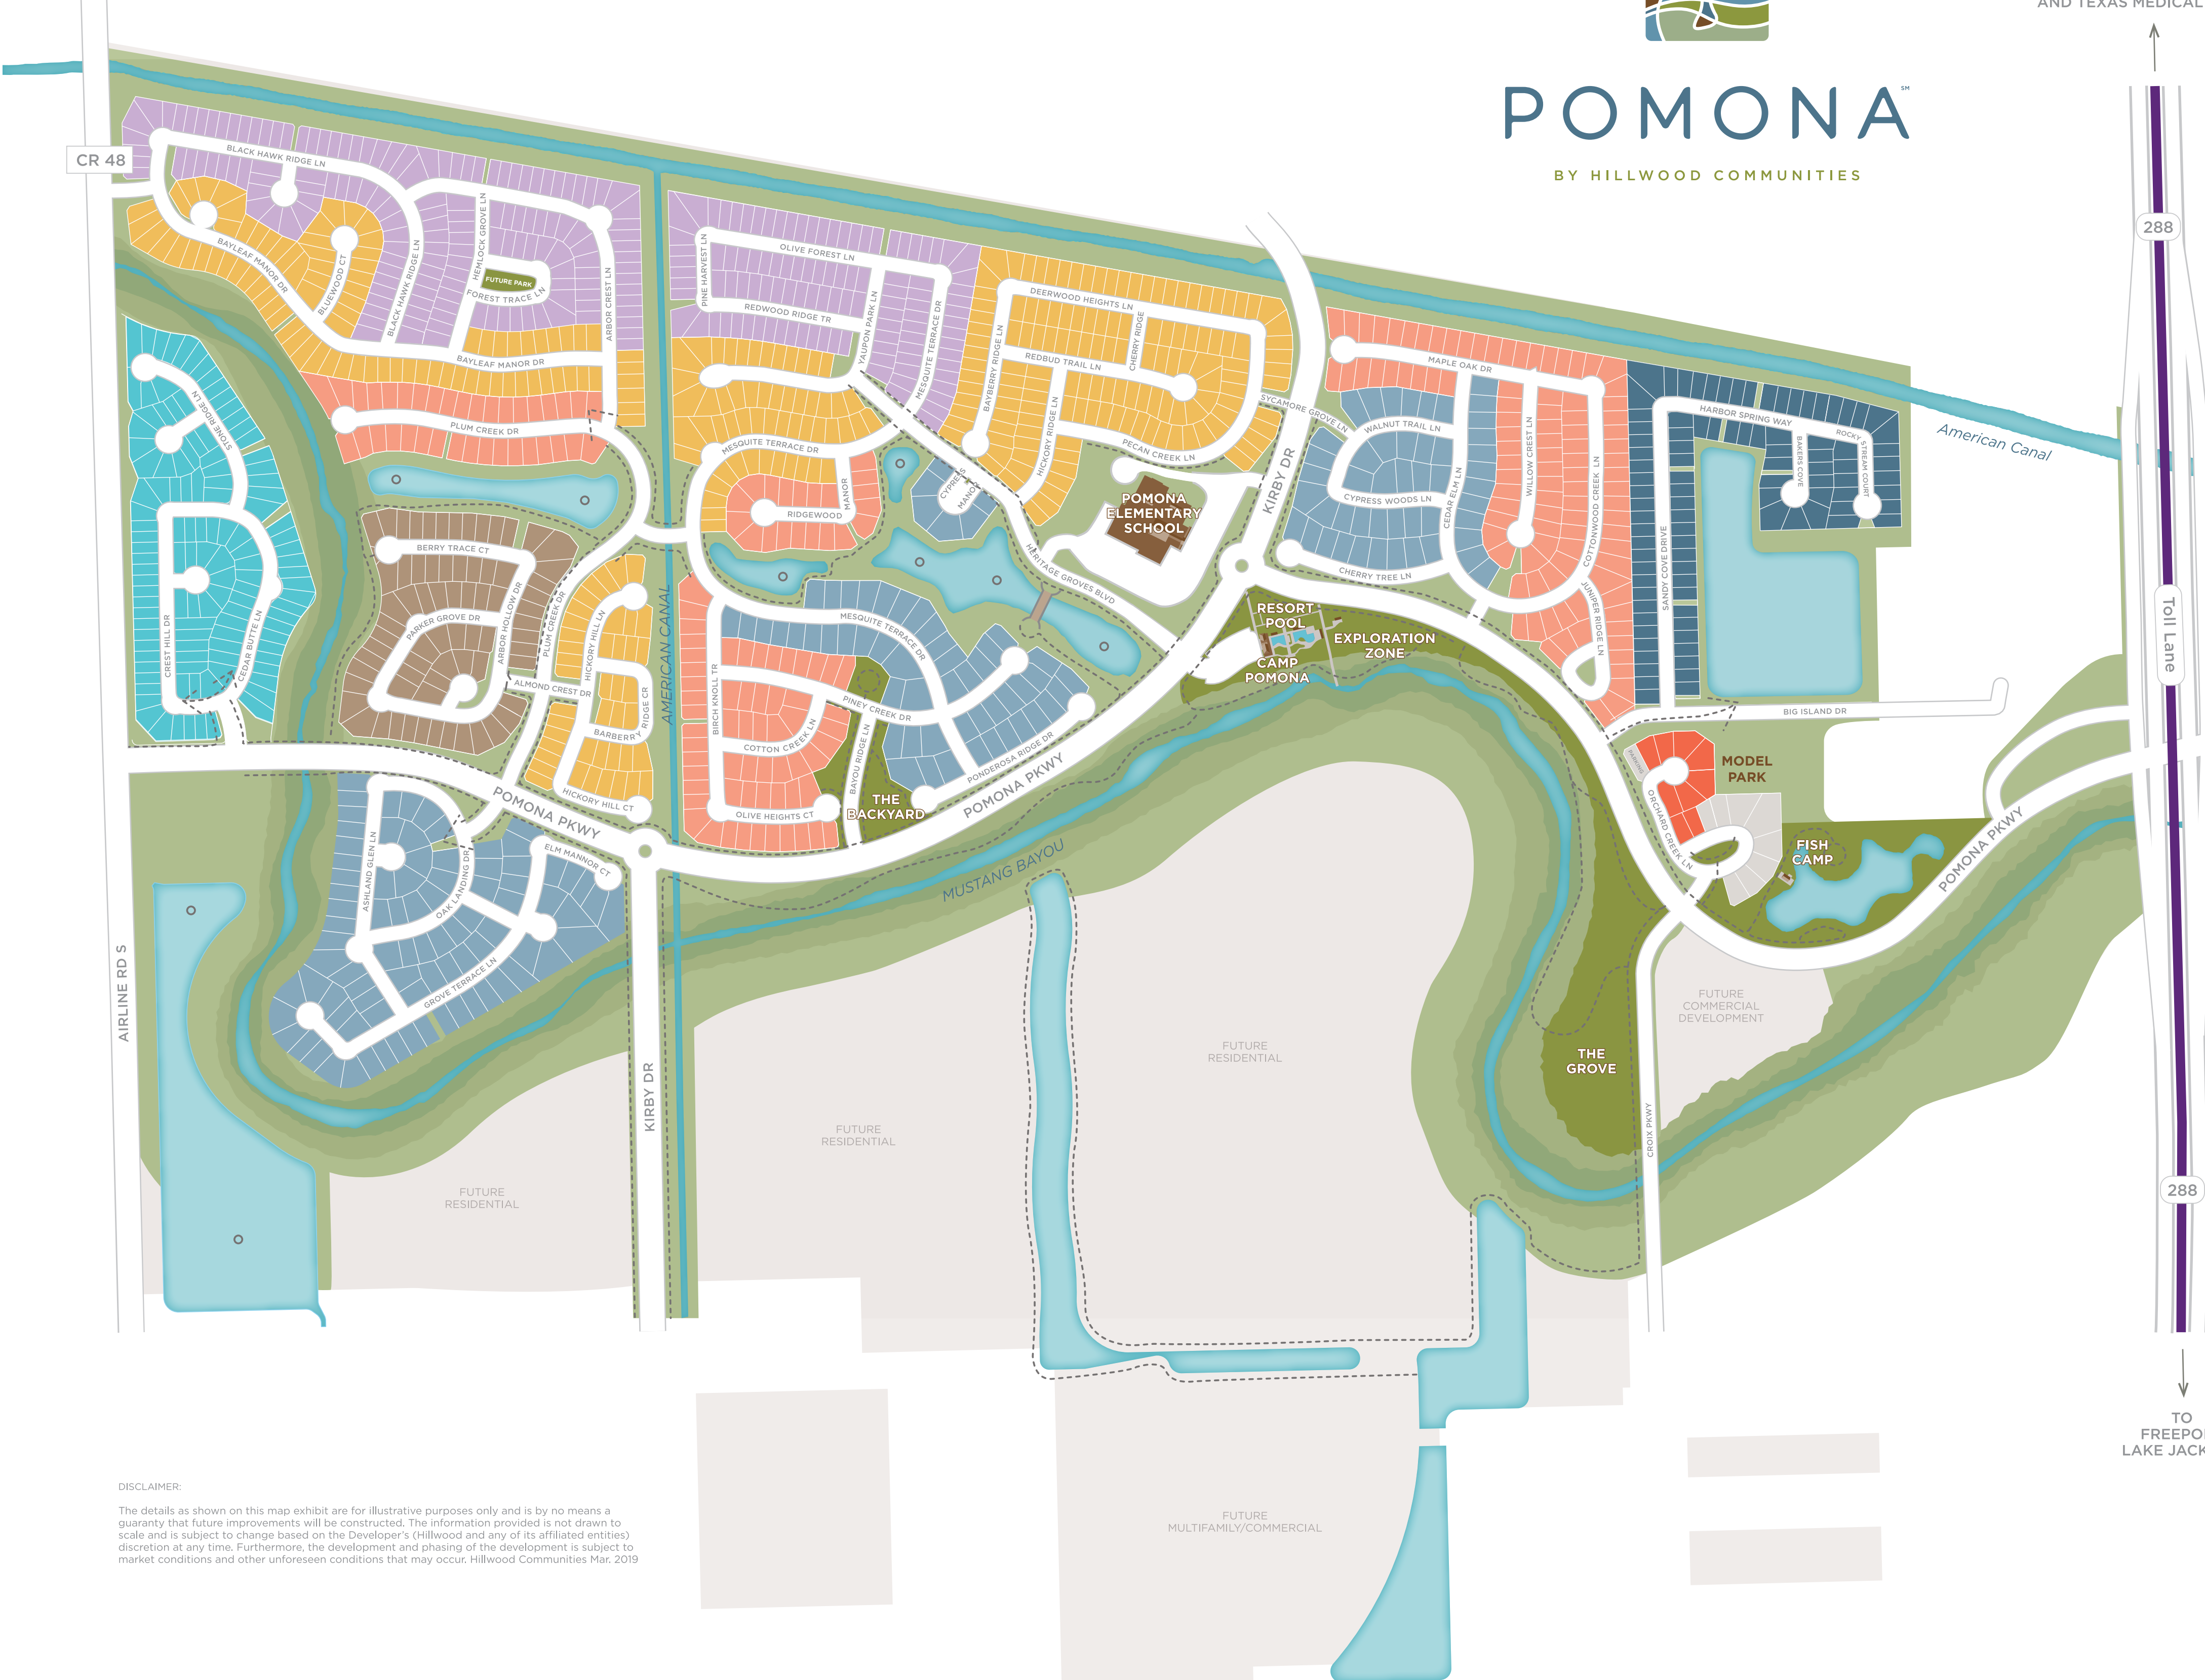 AND TEXAS MEDICAL
POMONA
SM
BY HILLWOOD COMMUNITIES
288
CR 48
BLACK HAWK RIDGE LN
HEMLOCK GROVE LN
BAYLEAF MANOR DR
BLUEWOOD CT
BLACK HAWK RIDGE LN
FUTURE PARK
FOREST TRACE LN
ARBOR CREST LN
BAYLEAF MANOR DR
PLUM CREEK DR
PINE HARVEST LN
OLIVE FOREST LN
REDWOOD RIDGE TR
YAUPON PARK LN
MESQUITE TERRACE DR
DEERWOOD HEIGHTS LN
BAYBERRY RIDGE LN
REDBUD TRAIL LN
CHERRY RIDGE
HICKORY RIDGE LN
PECAN CREEK LN
SYCAMORE GROVE LN
MAPLE OAK DR
WALNUT TRAIL LN
CYPRESS WOODS LN
CEDAR ELM LN
WILLOW CREST LN
COTTONWOOD CREEK LN
CHERRY TREE LN
JUNIPER RIDGE LN
HARBOR SPRING WAY
BAKERS COVE
ROCKY
STREAM COURT
SANDY COVE DRIVE
American Canal
STONE RIDGE LN
CREST HILL DR
CEDAR BUTTE LN
BERRY TRACE CT
PARKER GROVE DR
ARBOR HOLLOW DR
PLUM CREEK DR
HICKORY HILL LN
ALMOND CREST DR
BARBERRY
RIDGE CR
HICKORY HILL CT
AMERICAN CANAL
MESQUITE TERRACE DR
RIDGEWOOD
MANOR
CYPRESS
MANOR
POMONA
ELEMENTARY
SCHOOL
KIRBY DR
HERITAGE GROVES BLVD
MESQUITE TERRACE DR
BIRCH KNOLL TR
PINEY CREEK DR
COTTON CREEK LN
BAYOU RIDGE LN
OLIVE HEIGHTS CT
PONDEROSA RIDGE DR
THE
BACKYARD
RESORT
POOL
EXPLORATION
ZONE
CAMP
POMONA
BIG ISLAND DR
Toll Lane
PARKING
MODEL
PARK
ORCHARD CREEK LN
FISH
CAMP
POMONA PKWY
POMONA PKWY
POMONA PKWY
MUSTANG BAYOU
ASHLAND GLEN LN
OAK LANDING DR
ELM MANNOR CT
GROVE TERRACE LN
AIRLINE RD S
KIRBY DR
FUTURE
COMMERCIAL
DEVELOPMENT
THE
GROVE
CROIX PKWY
FUTURE
RESIDENTIAL
FUTURE
RESIDENTIAL
FUTURE
RESIDENTIAL
288
TO
FREEPO
LAKE JACK
FUTURE
MULTIFAMILY/COMMERCIAL
DISCLAIMER:
The details as shown on this map exhibit are for illustrative purposes only and is by no means a
guaranty that future improvements will be constructed. The information provided is not drawn to
scale and is subject to change based on the Developer's (Hillwood and any of its affiliated entities)
discretion at any time. Furthermore, the development and phasing of the development is subject to
market conditions and other unforeseen conditions that may occur. Hillwood Communities Mar. 2019